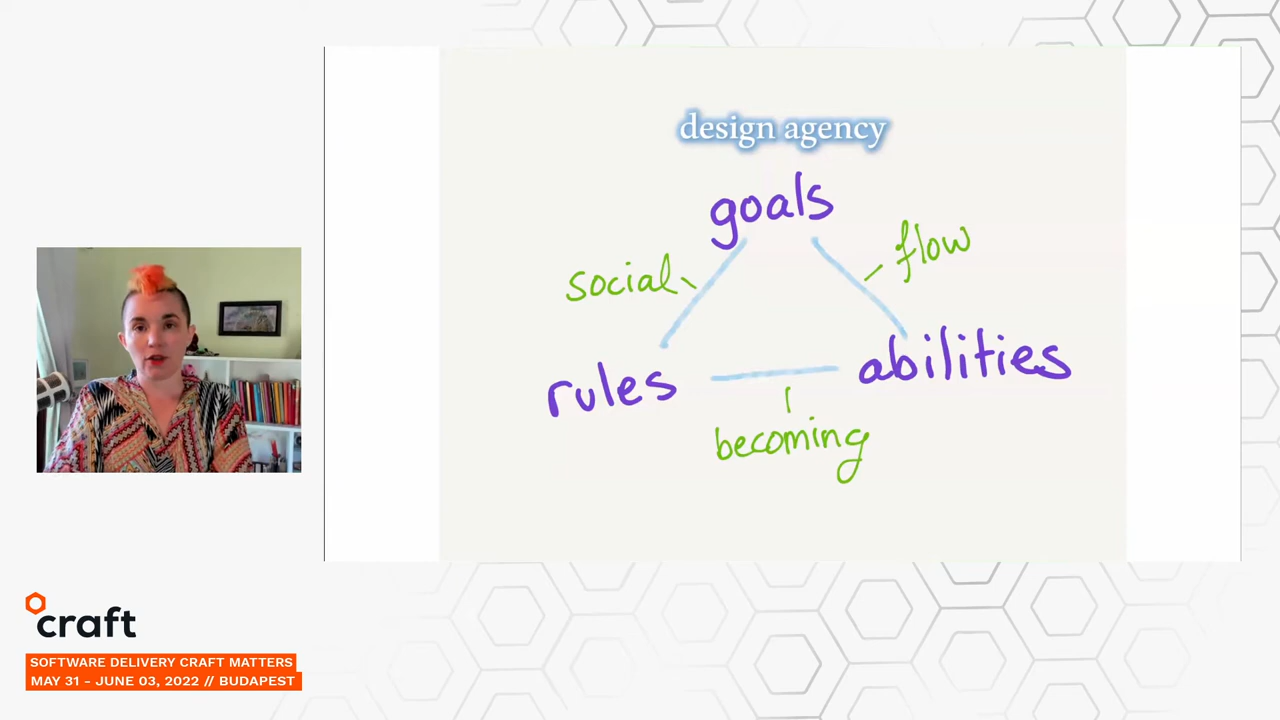 design agency
goals
social
flow
rules
abilities
becoming
craft
SOFTWARE DELIVERY CRAFT MATTERS
MAY 31 - JUNE 03, 2022 // BUDAPEST